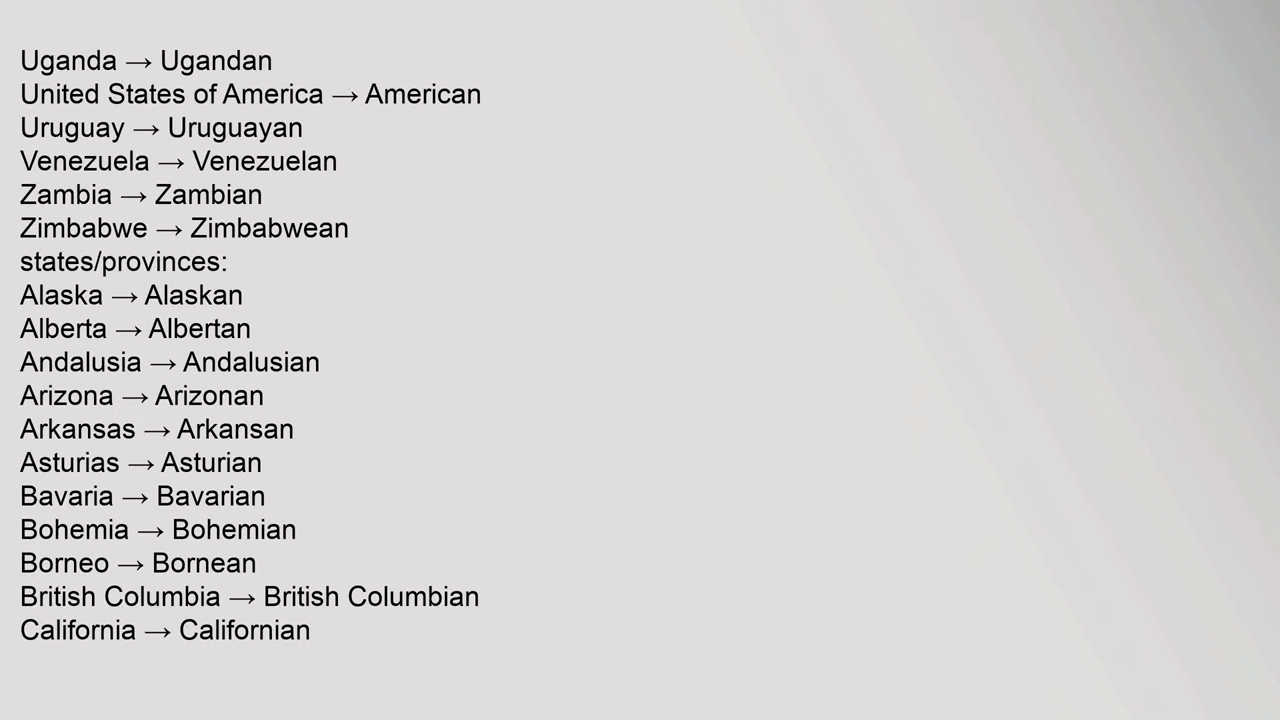 Uganda → Ugandan
United States of America → American
Uruguay → Uruguayan
Venezuela → Venezuelan
Zambia → Zambian
Zimbabwe → Zimbabwean
states/provinces:
Alaska → Alaskan
Alberta → Albertan
Andalusia → Andalusian
Arizona → Arizonan
Arkansas → Arkansan
Asturias → Asturian
Bavaria → Bavarian
Bohemia → Bohemian
Borneo → Bornean
British Columbia → British Columbian
California → Californian